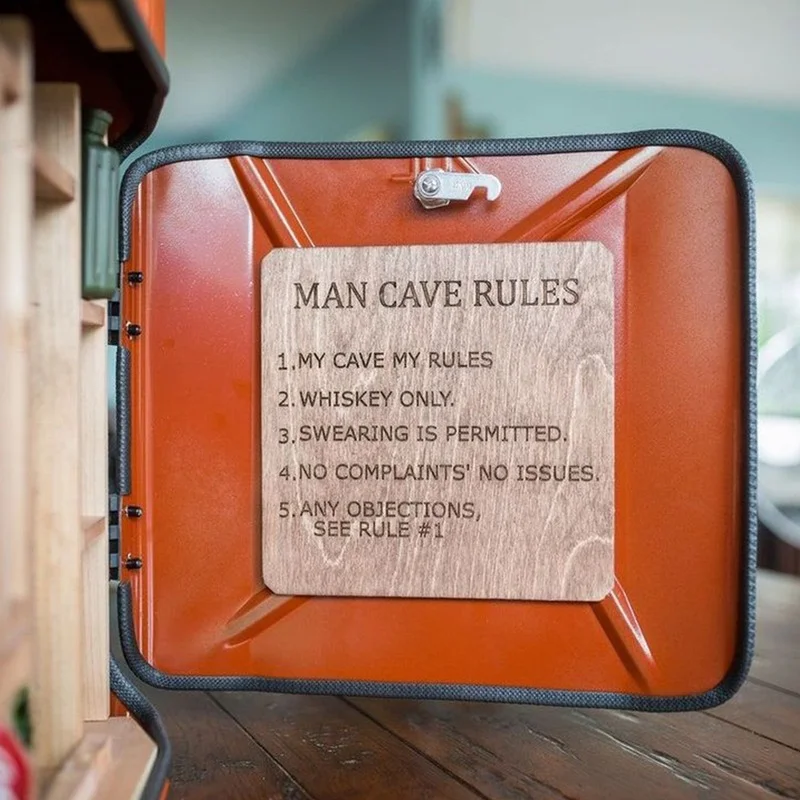 MAN CAVE RULES
1. MY CAVE MY RULES
2. WHISKEY ONLY.
3. SWEARING IS PERMITTED.
4. NO COMPLAINTS' NO ISSUES.
5. ANY OBJECTIONS,
SEE RULE #1